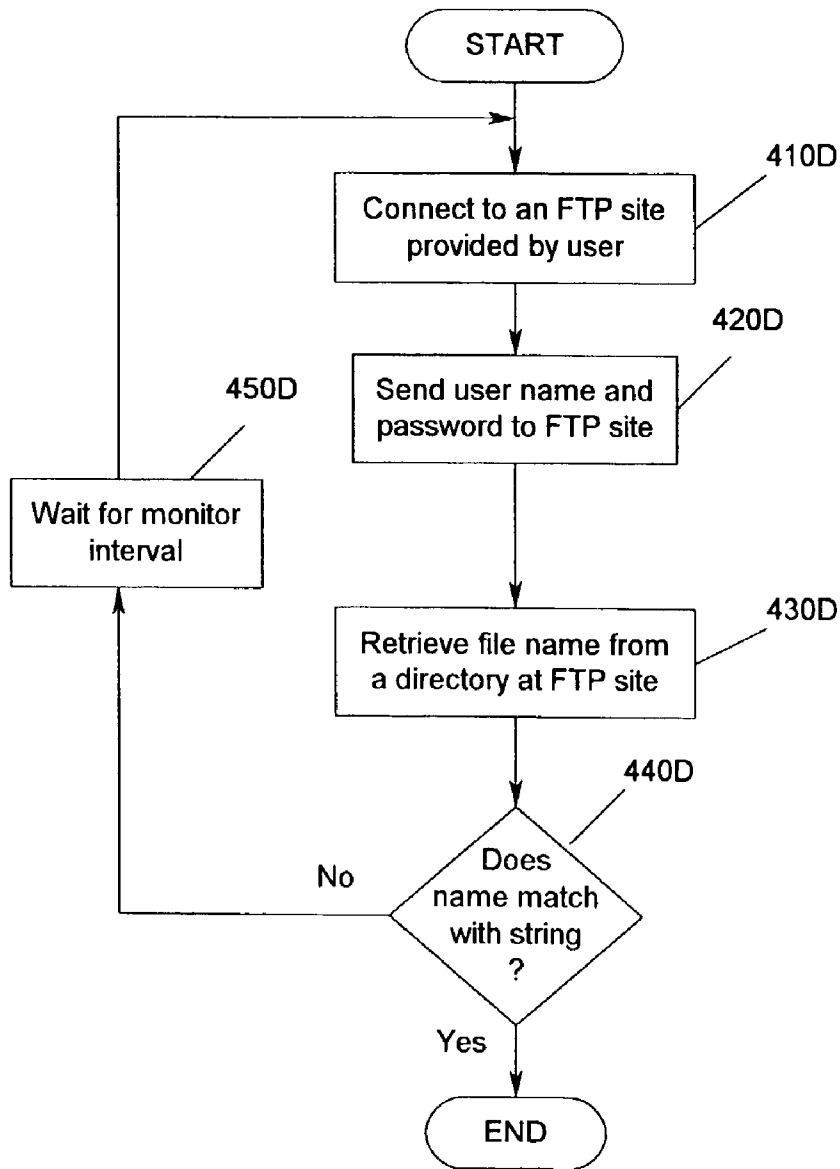 START
410D
Connect to an FTP site
provided by user
420D
Send user name and
password to FTP site
450D
Wait for monitor
interval
430D
Retrieve file name from
a directory at FTP site
440D
Does
name match
with string
?
No
Yes
END